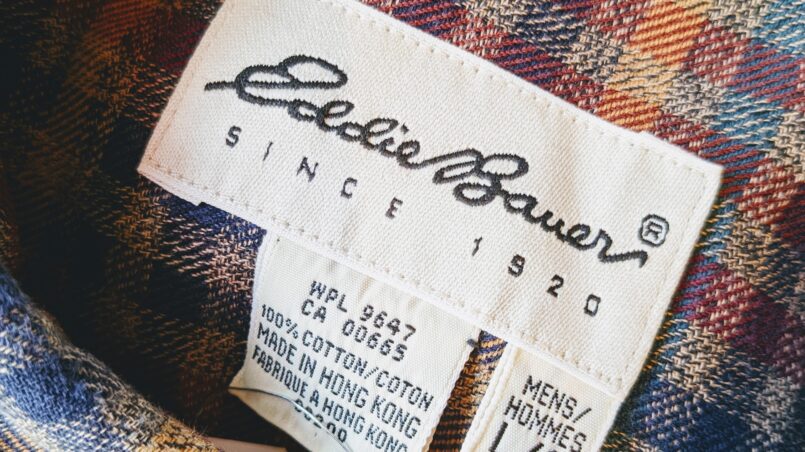 Eddie Bauer ®
SINCE 1920
WPL 9647
CA 00665
100% COTTON/COTON
MADE IN HONG KONG
FABRIQUE A HONG KONG
MENS/
HOMMES